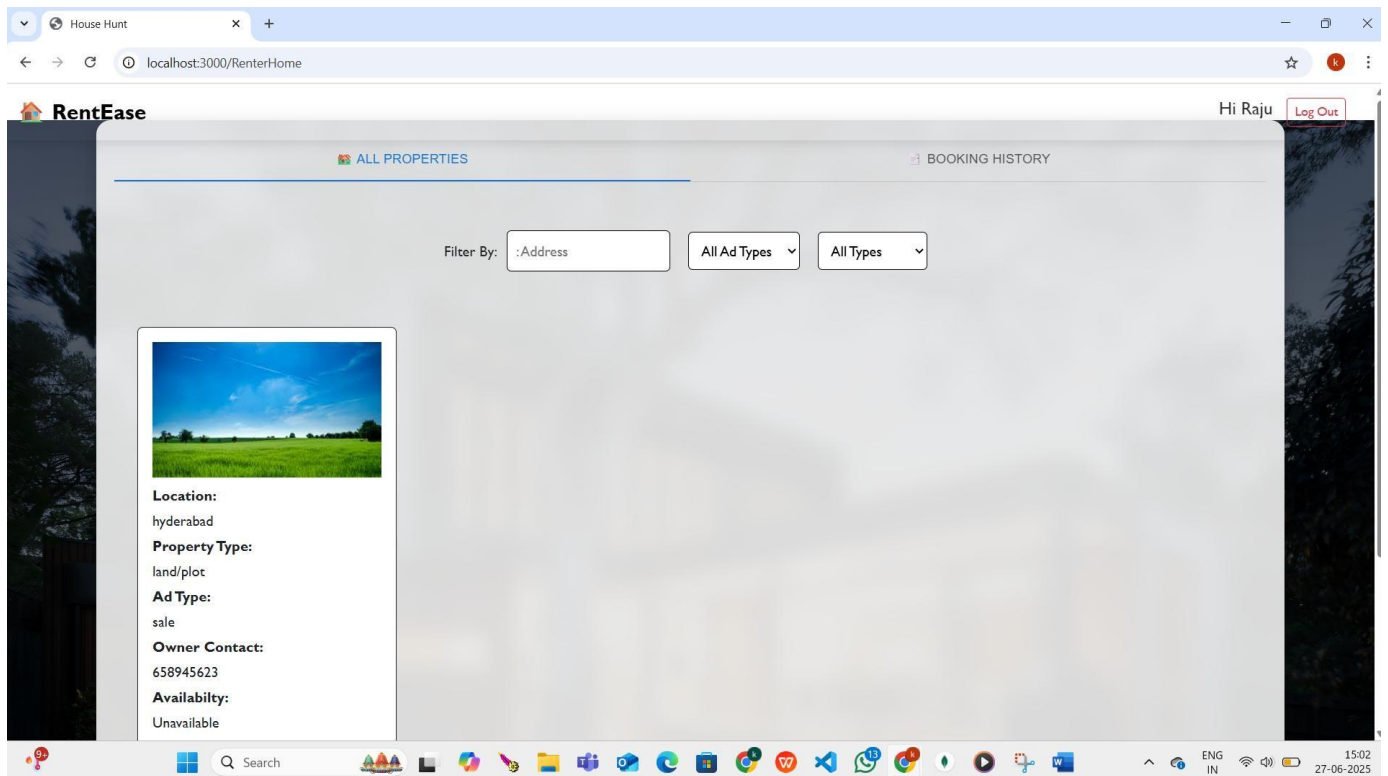 House Hunt
localhost:3000/RenterHome
k
RentEase
Hi Raju
Log Out
ALL PROPERTIES
BOOKING HISTORY
Filter By:
:Address
All Ad Types
All Types
Location:
hyderabad
Property Type:
land/plot
Ad Type:
sale
Owner Contact:
658945623
Availabilty:
Unavailable
9+
Search
13
ENG
IN
15:02
27-06-2025